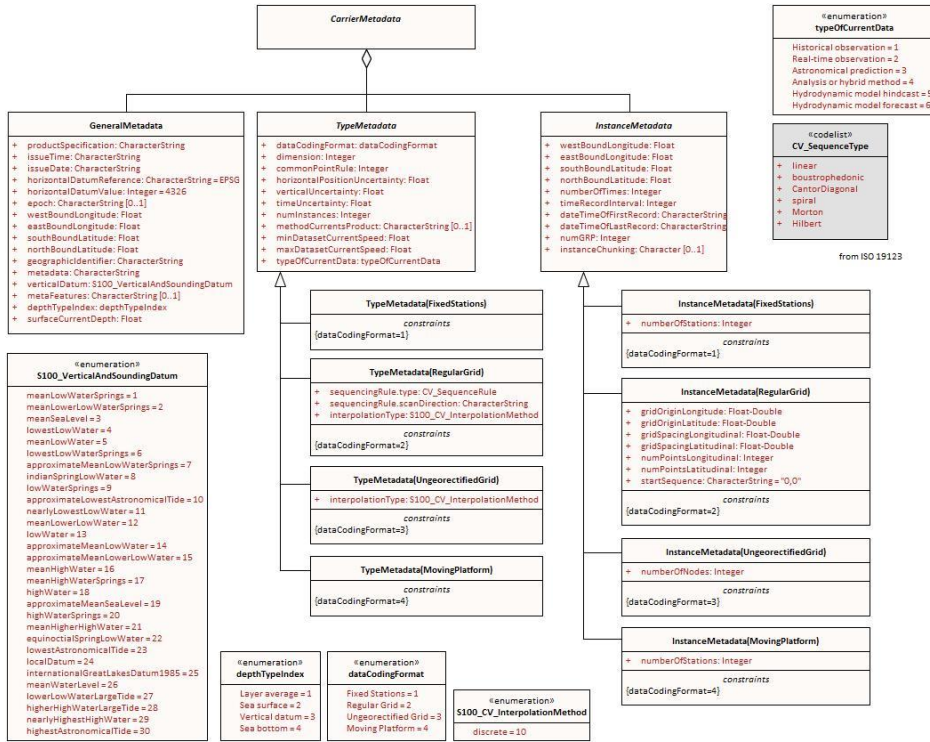 CarrierMetadata
«enumeration»
typeOfCurrentData
Historical observation = 1
Real-time observation = 2
Astronomical prediction = 3
Analysis or hybrid method = 4
Hydrodynamic model hindcast = 5
Hydrodynamic model forecast = 6
GeneralMetadata
+ productSpecification: CharacterString
+ issueTime: CharacterString
+ issueDate: CharacterString
+ horizontalDatumReference: CharacterString = EPSG
+ horizontalDatumValue: Integer = 4326
+ epoch: CharacterString [0..1]
+ westBoundLongitude: Float
+ eastBoundLongitude: Float
+ southBoundLatitude: Float
+ northBoundLatitude: Float
+ geographicIdentifier: CharacterString
+ metadata: CharacterString
+ verticalDatum: S100_VerticalAndSoundingDatum
+ metaFeatures: CharacterString [0..1]
+ depthTypeIndex: depthTypeIndex
+ surfaceCurrentDepth: Float
TypeMetadata
+ dataCodingFormat: dataCodingFormat
+ dimension: Integer
+ commonPointRule: Integer
+ horizontalPositionUncertainty: Float
+ verticalUncertainty: Float
+ timeUncertainty: Float
+ numInstances: Integer
+ methodCurrentsProduct: CharacterString [0..1]
+ minDatasetCurrentSpeed: Float
+ maxDatasetCurrentSpeed: Float
+ typeOfCurrentData: typeOfCurrentData
InstanceMetadata
+ westBoundLongitude: Float
+ eastBoundLongitude: Float
+ southBoundLatitude: Float
+ northBoundLatitude: Float
+ numberOfTimes: Integer
+ timeRecordInterval: Integer
+ dateTimeOfFirstRecord: CharacterString
+ dateTimeOfLastRecord: CharacterString
+ numGRP: Integer
+ instanceChunking: Character [0..1]
«codelist»
CV_SequenceType
+ linear
+ boustrophedonic
+ CantorDiagonal
+ spiral
+ Morton
+ Hilbert
from ISO 19123
TypeMetadata(FixedStations)
constraints
{dataCodingFormat=1}
TypeMetadata(RegularGrid)
+ sequencingRule.type: CV_SequenceRule
+ sequencingRule.scanDirection: CharacterString
+ interpolationType: S100_CV_InterpolationMethod
constraints
{dataCodingFormat=2}
TypeMetadata(UngeorectifiedGrid)
+ interpolationType: S100_CV_InterpolationMethod
constraints
{dataCodingFormat=3}
TypeMetadata(MovingPlatform)
constraints
{dataCodingFormat=4}
InstanceMetadata(FixedStations)
+ numberOfStations: Integer
constraints
{dataCodingFormat=1}
InstanceMetadata(RegularGrid)
+ gridOriginLongitude: Float-Double
+ gridOriginLatitude: Float-Double
+ gridSpacingLongitudinal: Float-Double
+ gridSpacingLatitudinal: Float-Double
+ numPointsLongitudinal: Integer
+ numPointsLatitudinal: Integer
+ startSequence: CharacterString = "0,0"
constraints
{dataCodingFormat=2}
InstanceMetadata(UngeorectifiedGrid)
+ numberOfNodes: Integer
constraints
{dataCodingFormat=3}
InstanceMetadata(MovingPlatform)
+ numberOfStations: Integer
constraints
{dataCodingFormat=4}
«enumeration»
S100_VerticalAndSoundingDatum
meanLowWaterSprings = 1
meanLowerLowWaterSprings = 2
meanSeaLevel = 3
lowestLowWater = 4
meanLowWater = 5
lowestLowWaterSprings = 6
approximateMeanLowWaterSprings = 7
indianSpringLowWater = 8
lowWaterSprings = 9
approximateLowestAstronomicalTide = 10
nearlyLowestLowWater = 11
meanLowerLowWater = 12
lowWater = 13
approximateMeanLowWater = 14
approximateMeanLowerLowWater = 15
meanHighWater = 16
meanHighWaterSprings = 17
highWater = 18
approximateMeanSeaLevel = 19
highWaterSprings = 20
meanHigherHighWater = 21
equinoctialSpringLowWater = 22
lowestAstronomicalTide = 23
localDatum = 24
internationalGreatLakesDatum1985 = 25
meanWaterLevel = 26
lowerLowWaterLargeTide = 27
higherHighWaterLargeTide = 28
nearlyHighestHighWater = 29
highestAstronomicalTide = 30
«enumeration»
depthTypeIndex
Layer average = 1
Sea surface = 2
Vertical datum = 3
Sea bottom = 4
«enumeration»
dataCodingFormat
Fixed Stations = 1
Regular Grid = 2
Ungeorectified Grid = 3
Moving Platform = 4
«enumeration»
S100_CV_InterpolationMethod
discrete = 10